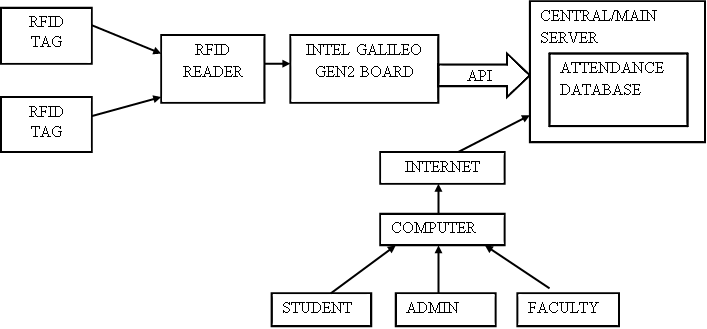 RFID
TAG
RFID
READER
INTEL GALILEO
GEN2 BOARD
API
CENTRAL/MAIN
SERVER
ATTENDANCE
DATABASE
RFID
TAG
INTERNET
COMPUTER
STUDENT
ADMIN
FACULTY